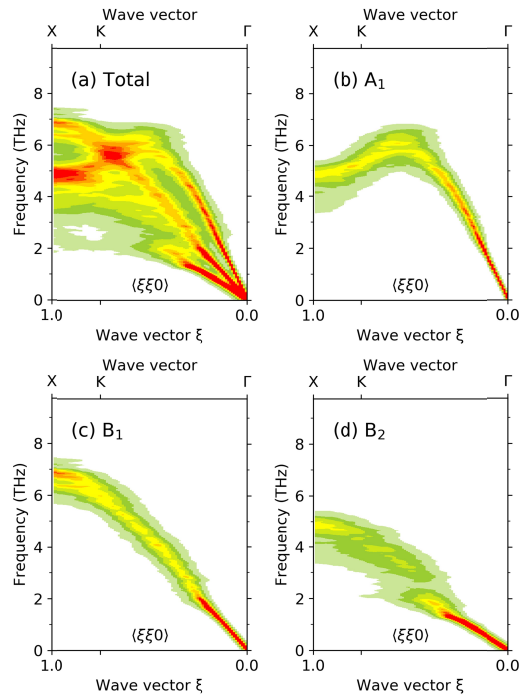 Wave vector
X K Γ
(a) Total
8
6
4
2
0
Frequency (THz)
⟨ξξ0⟩
1.0 0.0
Wave vector ξ
Wave vector
X K Γ
(b) A₁
8
6
4
2
0
Frequency (THz)
⟨ξξ0⟩
1.0 0.0
Wave vector ξ
Wave vector
X K Γ
(c) B₁
8
6
4
2
0
Frequency (THz)
⟨ξξ0⟩
1.0 0.0
Wave vector ξ
Wave vector
X K Γ
(d) B₂
8
6
4
2
0
Frequency (THz)
⟨ξξ0⟩
1.0 0.0
Wave vector ξ